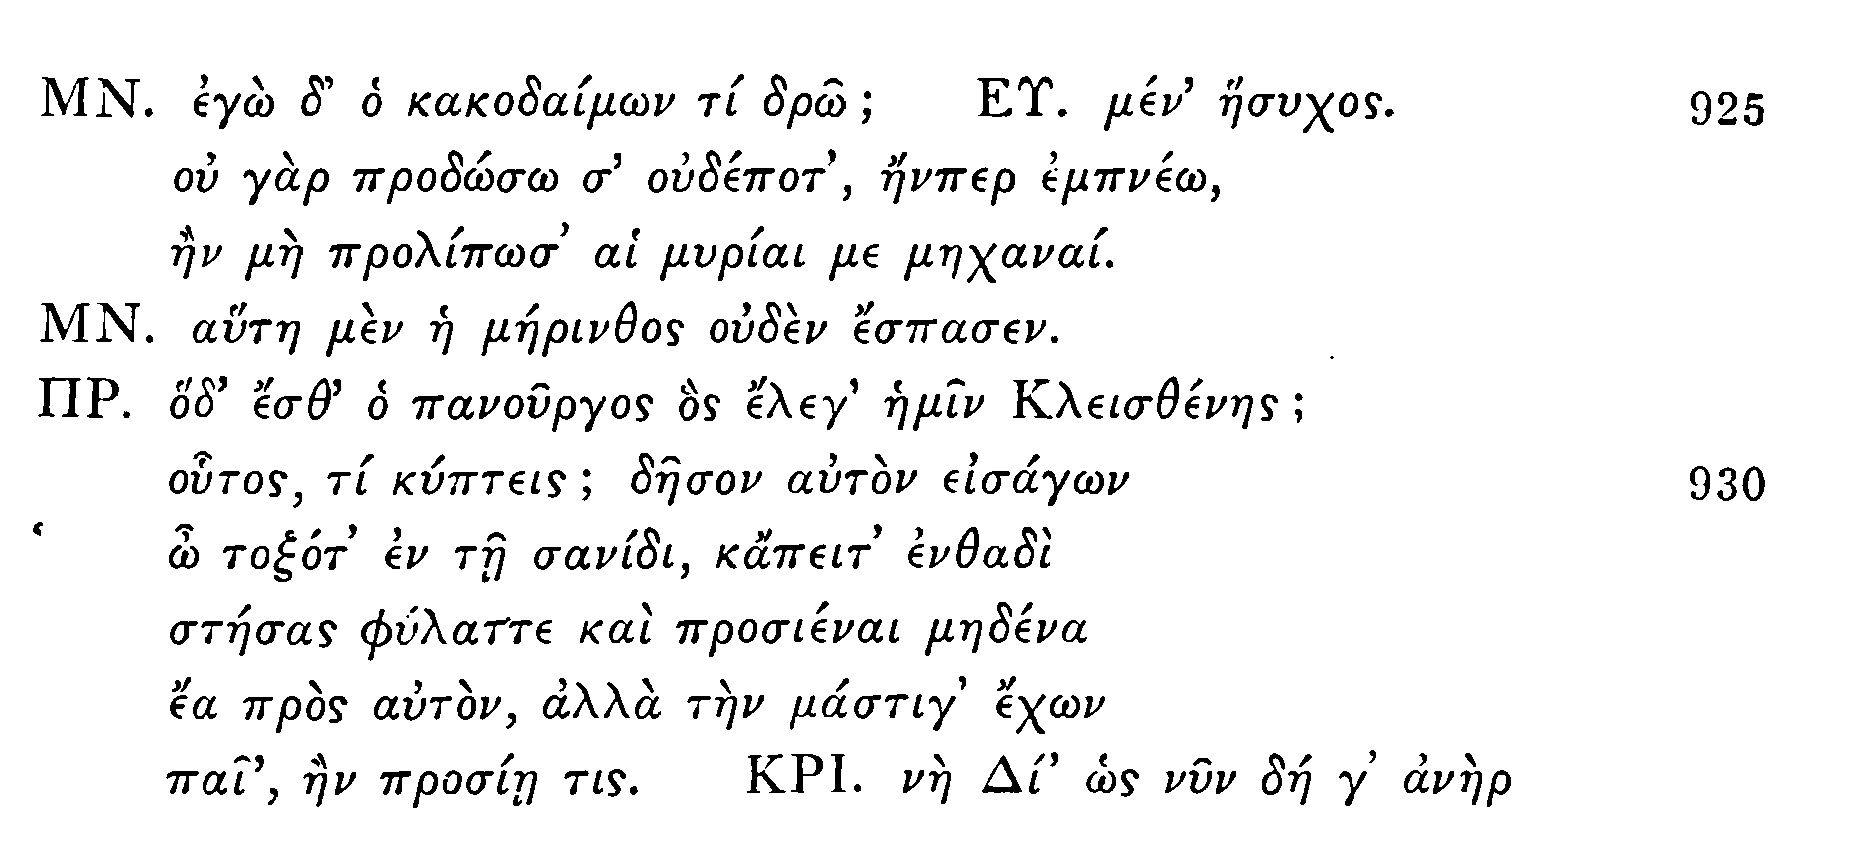 ΜΝ. ἐγὼ δ’ ὁ κακοδαίμων τί δρῶ; ΕΥ. μέν’ ἥσυχος. 925
οὐ γὰρ προδώσω σ’ οὐδέποτ’, ἤνπερ ἐμπνέω,
ἢν μὴ προλίπωσ’ αἱ μυρίαι με μηχαναί.
ΜΝ. αὕτη μὲν ἡ μήρινθος οὐδὲν ἔσπασεν.
ΠΡ. ὅδ’ ἔσθ’ ὁ πανοῦργος ὃς ἔλεγ’ ἡμῖν Κλεισθένης;
οὗτος, τί κύπτεις; δῆσον αὐτὸν εἰσάγων 930
ὦ τοξότ’ ἐν τῇ σανίδι, κἄπειτ’ ἐνθαδὶ
στήσας φύλαττε καὶ προσιέναι μηδένα
ἔα πρὸς αὐτὸν, ἀλλὰ τὴν μάστιγ’ ἔχων
παῖ’, ἢν προσίῃ τις. ΚΡΙ. νὴ Δί’ ὡς νῦν δή γ’ ἁνὴρ